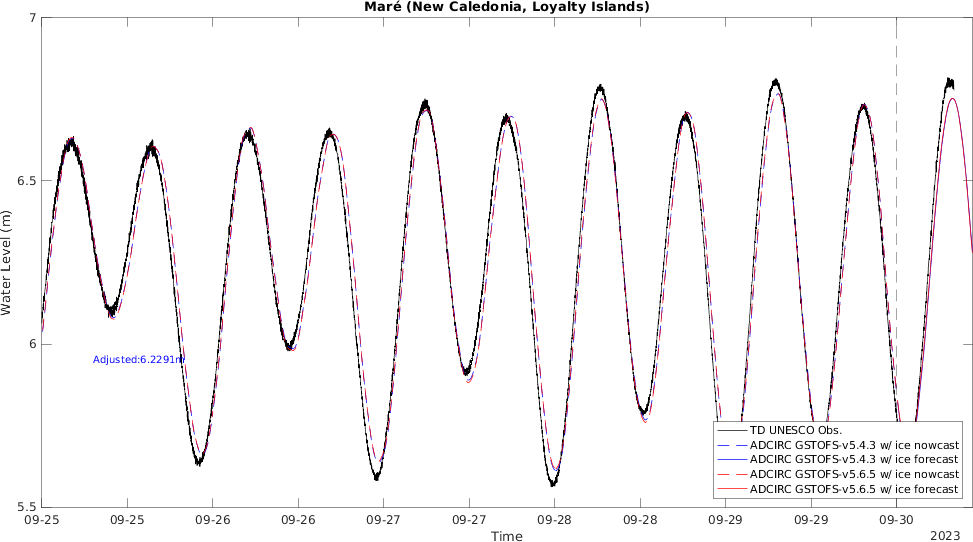 Maré (New Caledonia, Loyalty Islands)
7
6.5
6
5.5
Water Level (m)
Adjusted:6.2291m
TD UNESCO Obs.
ADCIRC GSTOFS-v5.4.3 w/ ice nowcast
ADCIRC GSTOFS-v5.4.3 w/ ice forecast
ADCIRC GSTOFS-v5.6.5 w/ ice nowcast
ADCIRC GSTOFS-v5.6.5 w/ ice forecast
09-25 09-25 09-26 09-26 09-27 09-27 09-28 09-28 09-29 09-29 09-30
Time
2023